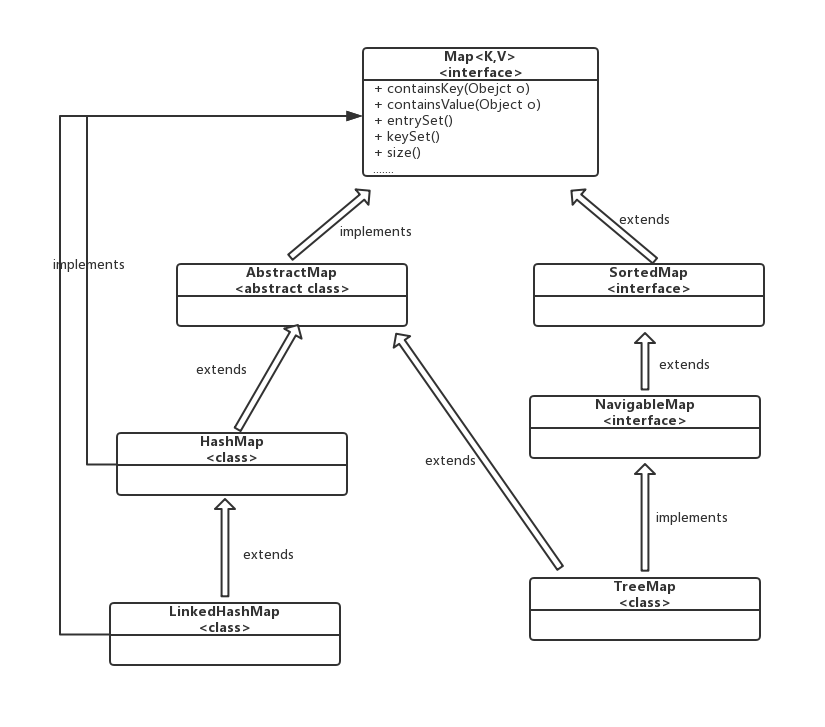 Map<K,V>
<interface>
+ containsKey(Obejct o)
+ containsValue(Object o)
+ entrySet()
+ keySet()
+ size()
.......
extends
implements
implements
AbstractMap
<abstract class>
SortedMap
<interface>
extends
extends
NavigableMap
<interface>
HashMap
<class>
extends
implements
extends
TreeMap
<class>
LinkedHashMap
<class>